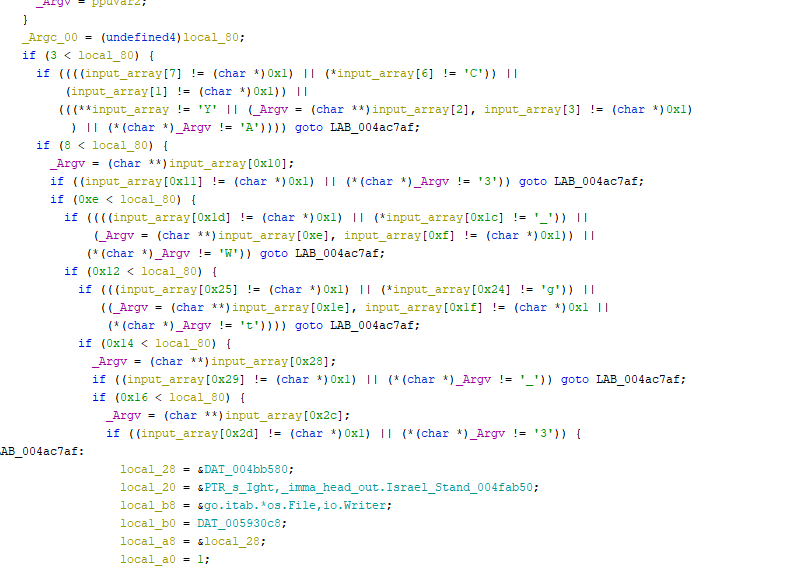 _Argv = ppuVar2;
}
_Argc_00 = (undefined4)local_80;
if (3 < local_80) {
if ((((input_array[7] != (char *)0x1) || (*input_array[6] != 'C')) ||
(input_array[1] != (char *)0x1)) ||
(((**input_array != 'Y' || (_Argv = (char **)input_array[2], input_array[3] != (char *)0x1)
) || (*(char *)_Argv != 'A')))) goto LAB_004ac7af;
if (8 < local_80) {
_Argv = (char **)input_array[0x10];
if ((input_array[0x11] != (char *)0x1) || (*(char *)_Argv != '3')) goto LAB_004ac7af;
if (0xe < local_80) {
if ((((input_array[0x1d] != (char *)0x1) || (*input_array[0x1c] != '_')) ||
(_Argv = (char **)input_array[0xe], input_array[0xf] != (char *)0x1)) ||
(*(char *)_Argv != 'W')) goto LAB_004ac7af;
if (0x12 < local_80) {
if (((input_array[0x25] != (char *)0x1) || (*input_array[0x24] != 'g')) ||
((_Argv = (char **)input_array[0x1e], input_array[0x1f] != (char *)0x1 ||
(*(char *)_Argv != 't')))) goto LAB_004ac7af;
if (0x14 < local_80) {
_Argv = (char **)input_array[0x28];
if ((input_array[0x29] != (char *)0x1) || (*(char *)_Argv != '_')) goto LAB_004ac7af;
if (0x16 < local_80) {
_Argv = (char **)input_array[0x2c];
if ((input_array[0x2d] != (char *)0x1) || (*(char *)_Argv != '3')) {
AB_004ac7af:
local_28 = &DAT_004bb580;
local_20 = &PTR_s_Ight,_imma_head_out.Israel_Stand_004fab50;
local_b8 = &go.itab.*os.File,io.Writer;
local_b0 = DAT_005930c8;
local_a8 = &local_28;
local_a0 = 1;